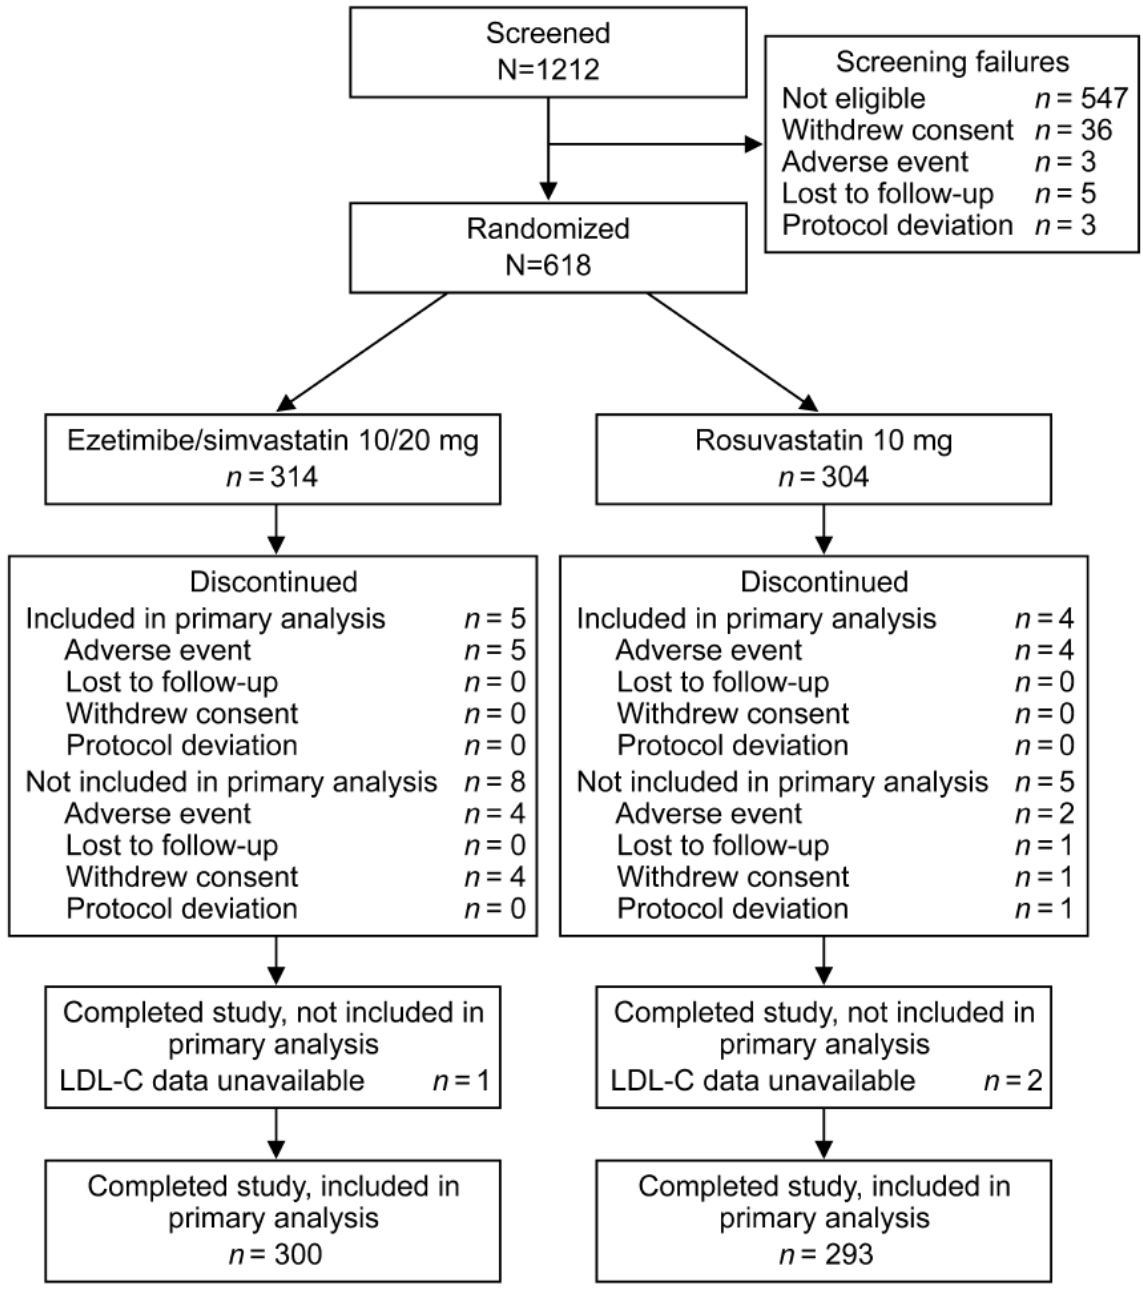 Screened
N=1212
Screening failures
Not eligible n = 547
Withdrew consent n = 36
Adverse event n = 3
Lost to follow-up n = 5
Protocol deviation n = 3
Randomized
N=618
Ezetimibe/simvastatin 10/20 mg
n = 314
Rosuvastatin 10 mg
n = 304
Discontinued
Included in primary analysis n = 5
Adverse event n = 5
Lost to follow-up n = 0
Withdrew consent n = 0
Protocol deviation n = 0
Not included in primary analysis n = 8
Adverse event n = 4
Lost to follow-up n = 0
Withdrew consent n = 4
Protocol deviation n = 0
Discontinued
Included in primary analysis n = 4
Adverse event n = 4
Lost to follow-up n = 0
Withdrew consent n = 0
Protocol deviation n = 0
Not included in primary analysis n = 5
Adverse event n = 2
Lost to follow-up n = 1
Withdrew consent n = 1
Protocol deviation n = 1
Completed study, not included in
primary analysis
LDL-C data unavailable n = 1
Completed study, not included in
primary analysis
LDL-C data unavailable n = 2
Completed study, included in
primary analysis
n = 300
Completed study, included in
primary analysis
n = 293